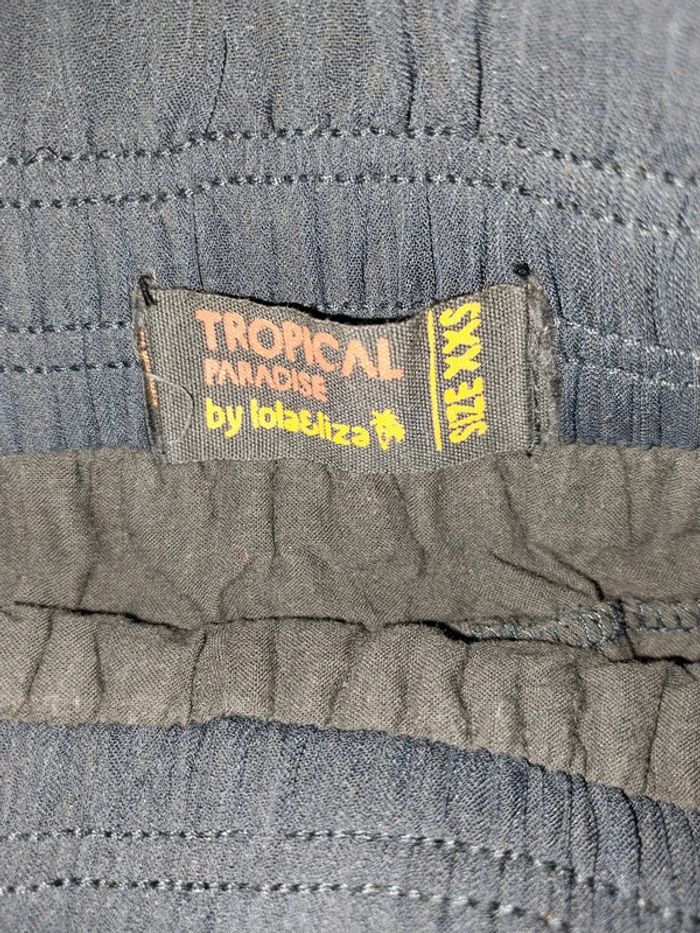 TROPICAL
PARADISE
by lola&liza
SIZE XXS